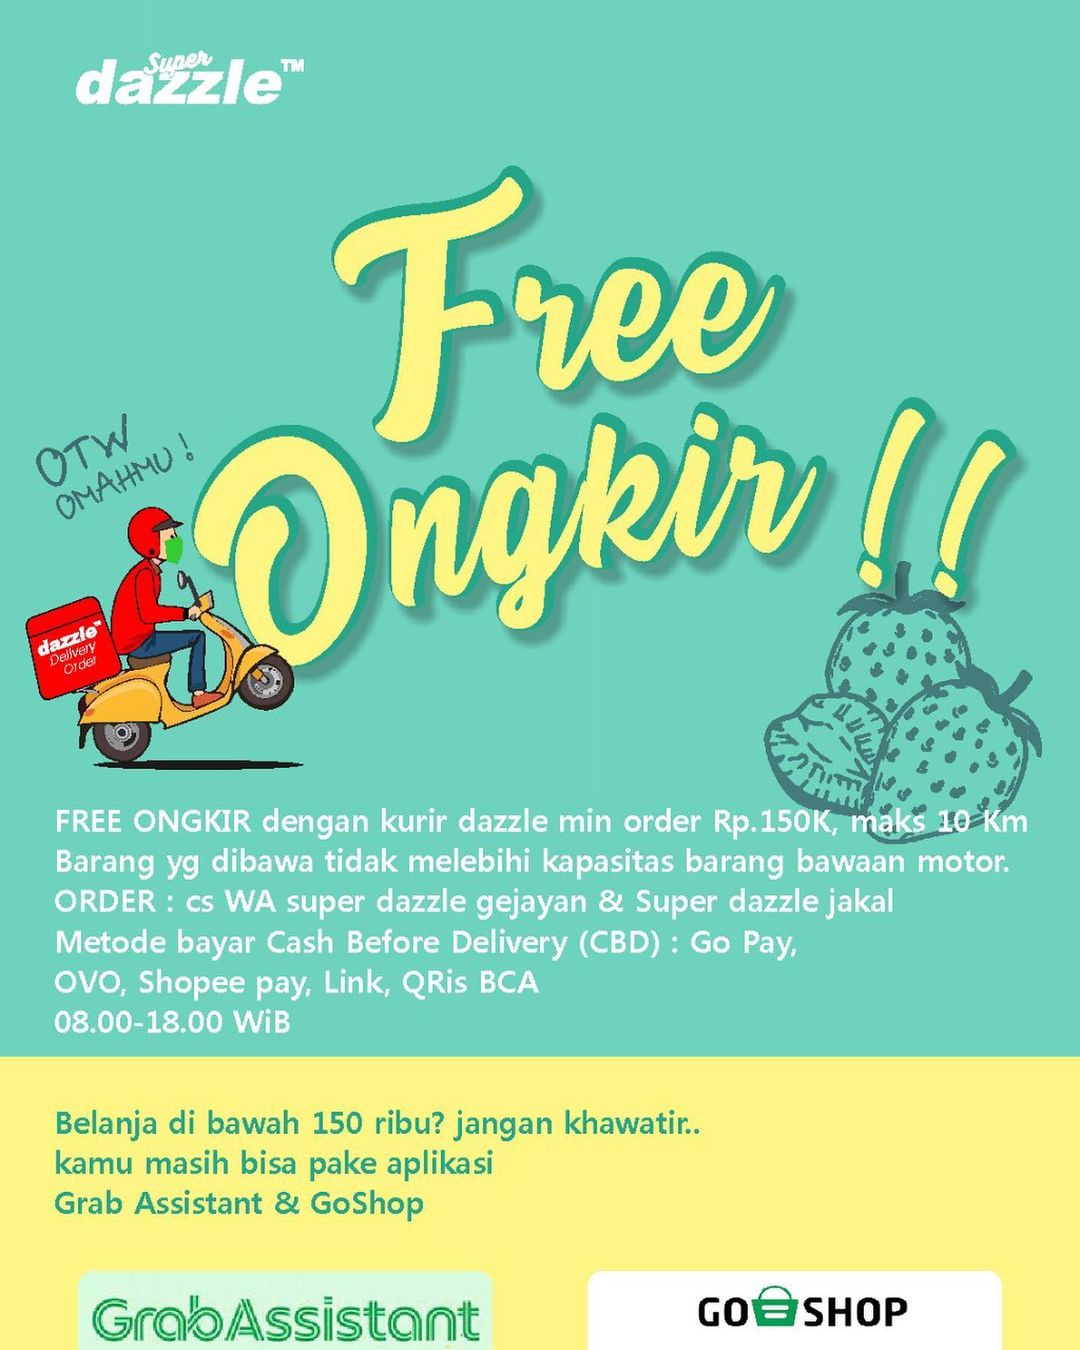 Super
dazzle™
Free
Ongkir !!
OTW
OMAHMU !
dazzle™
Delivery
Order
FREE ONGKIR dengan kurir dazzle min order Rp.150K, maks 10 Km
Barang yg dibawa tidak melebihi kapasitas barang bawaan motor.
ORDER : cs WA super dazzle gejayan & Super dazzle jakal
Metode bayar Cash Before Delivery (CBD) : Go Pay,
OVO, Shopee pay, Link, QRis BCA
08.00-18.00 WiB
Belanja di bawah 150 ribu? jangan khawatir..
kamu masih bisa pake aplikasi
Grab Assistant & GoShop
GrabAssistant
GO SHOP